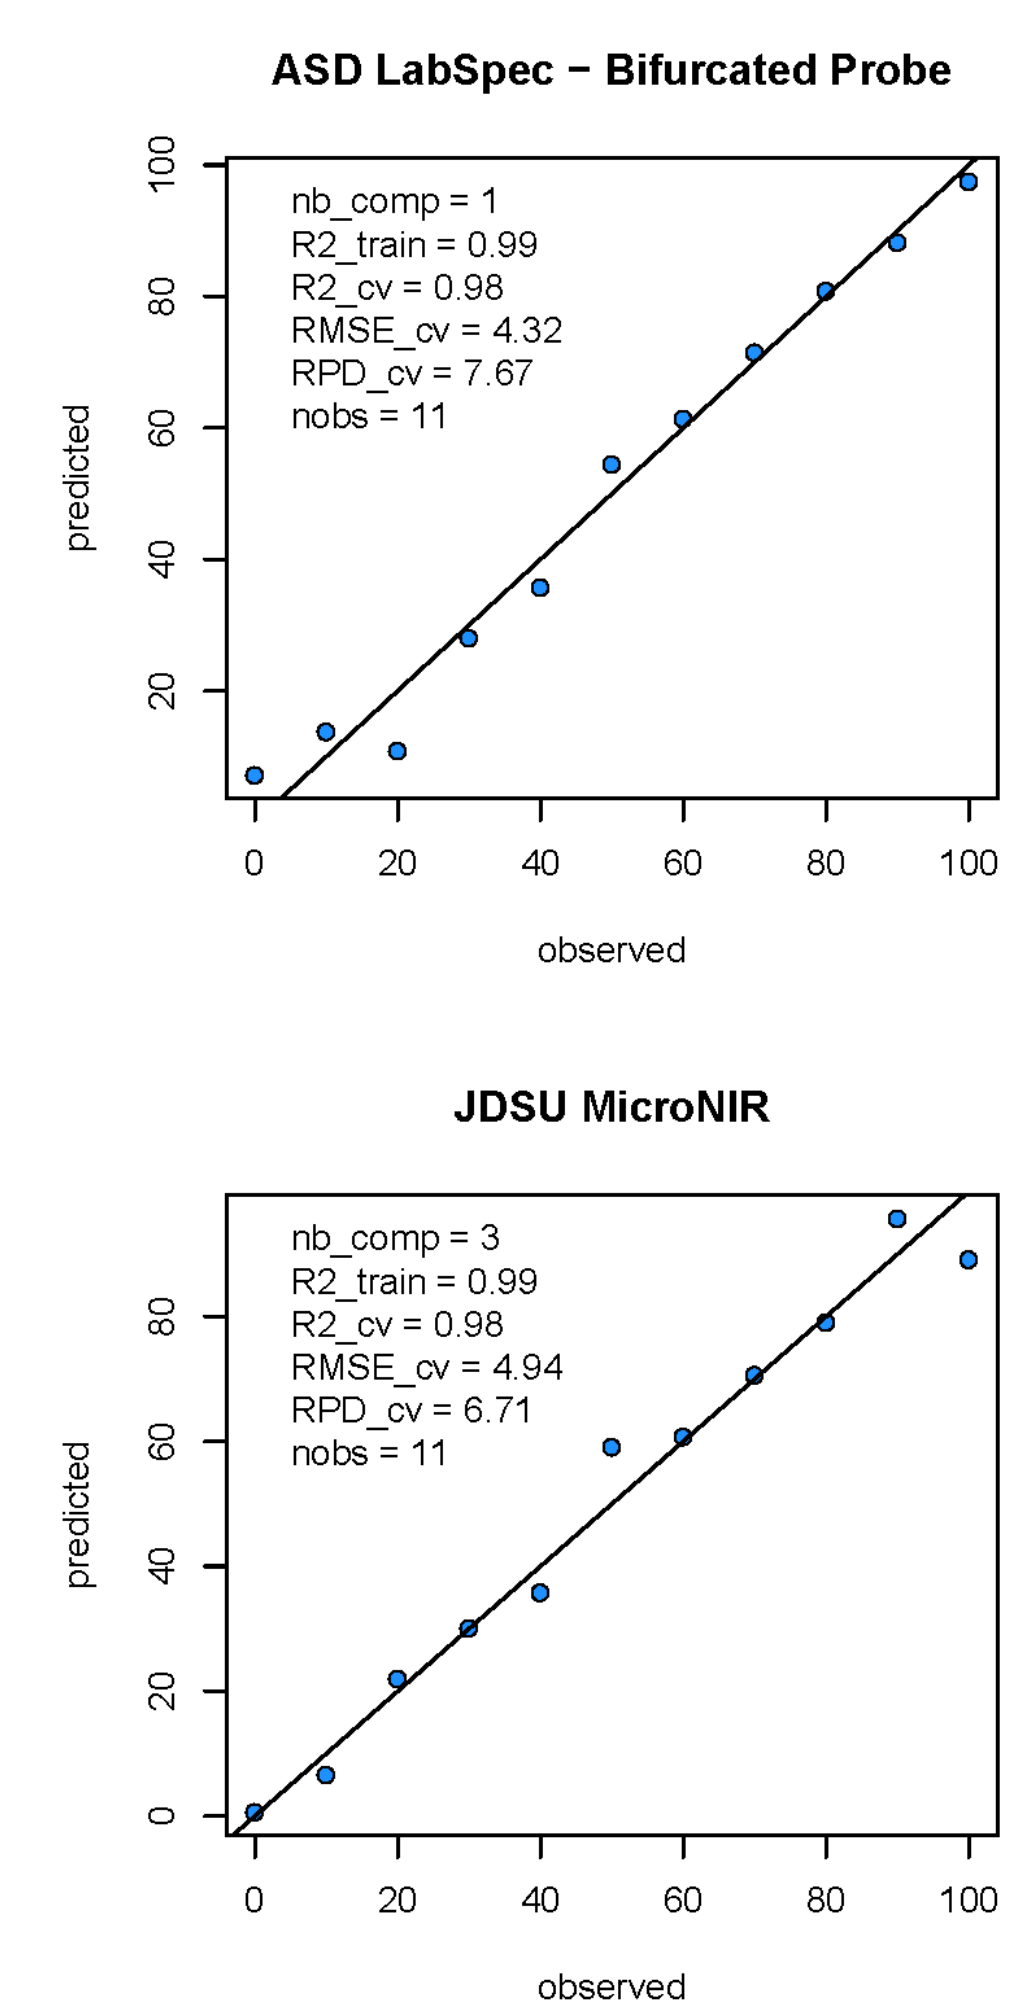 ASD LabSpec − Bifurcated Probe
nb_comp = 1
R2_train = 0.99
R2_cv = 0.98
RMSE_cv = 4.32
RPD_cv = 7.67
nobs = 11
predicted
100
80
60
40
20
0 20 40 60 80 100
observed
JDSU MicroNIR
nb_comp = 3
R2_train = 0.99
R2_cv = 0.98
RMSE_cv = 4.94
RPD_cv = 6.71
nobs = 11
predicted
80
60
40
20
0
0 20 40 60 80 100
observed